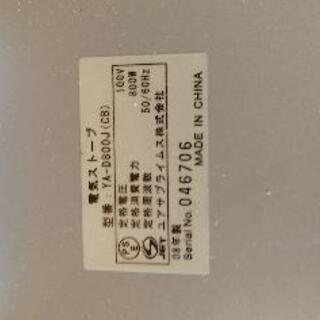 電気ストーブ
型番：YA-D800J(CB)
定格電圧 100V
定格消費電力 800W
定格周波数 50/60Hz
PS E JET ユアサプライムス株式会社
08年製
Serial No. 046706
MADE IN CHINA